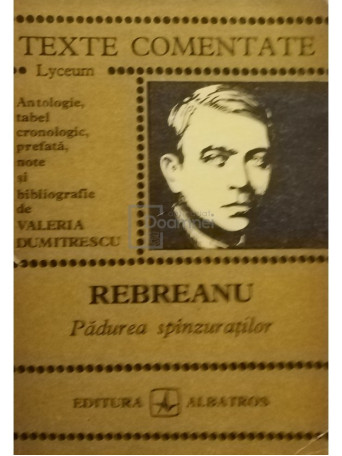 TEXTE COMENTATE
Lyceum
Antologie,
tabel
cronologic,
prefață,
note
și
bibliografie
de
VALERIA
DUMITRESCU
REBREANU
Pădurea spînzuraților
EDITURA ALBATROS